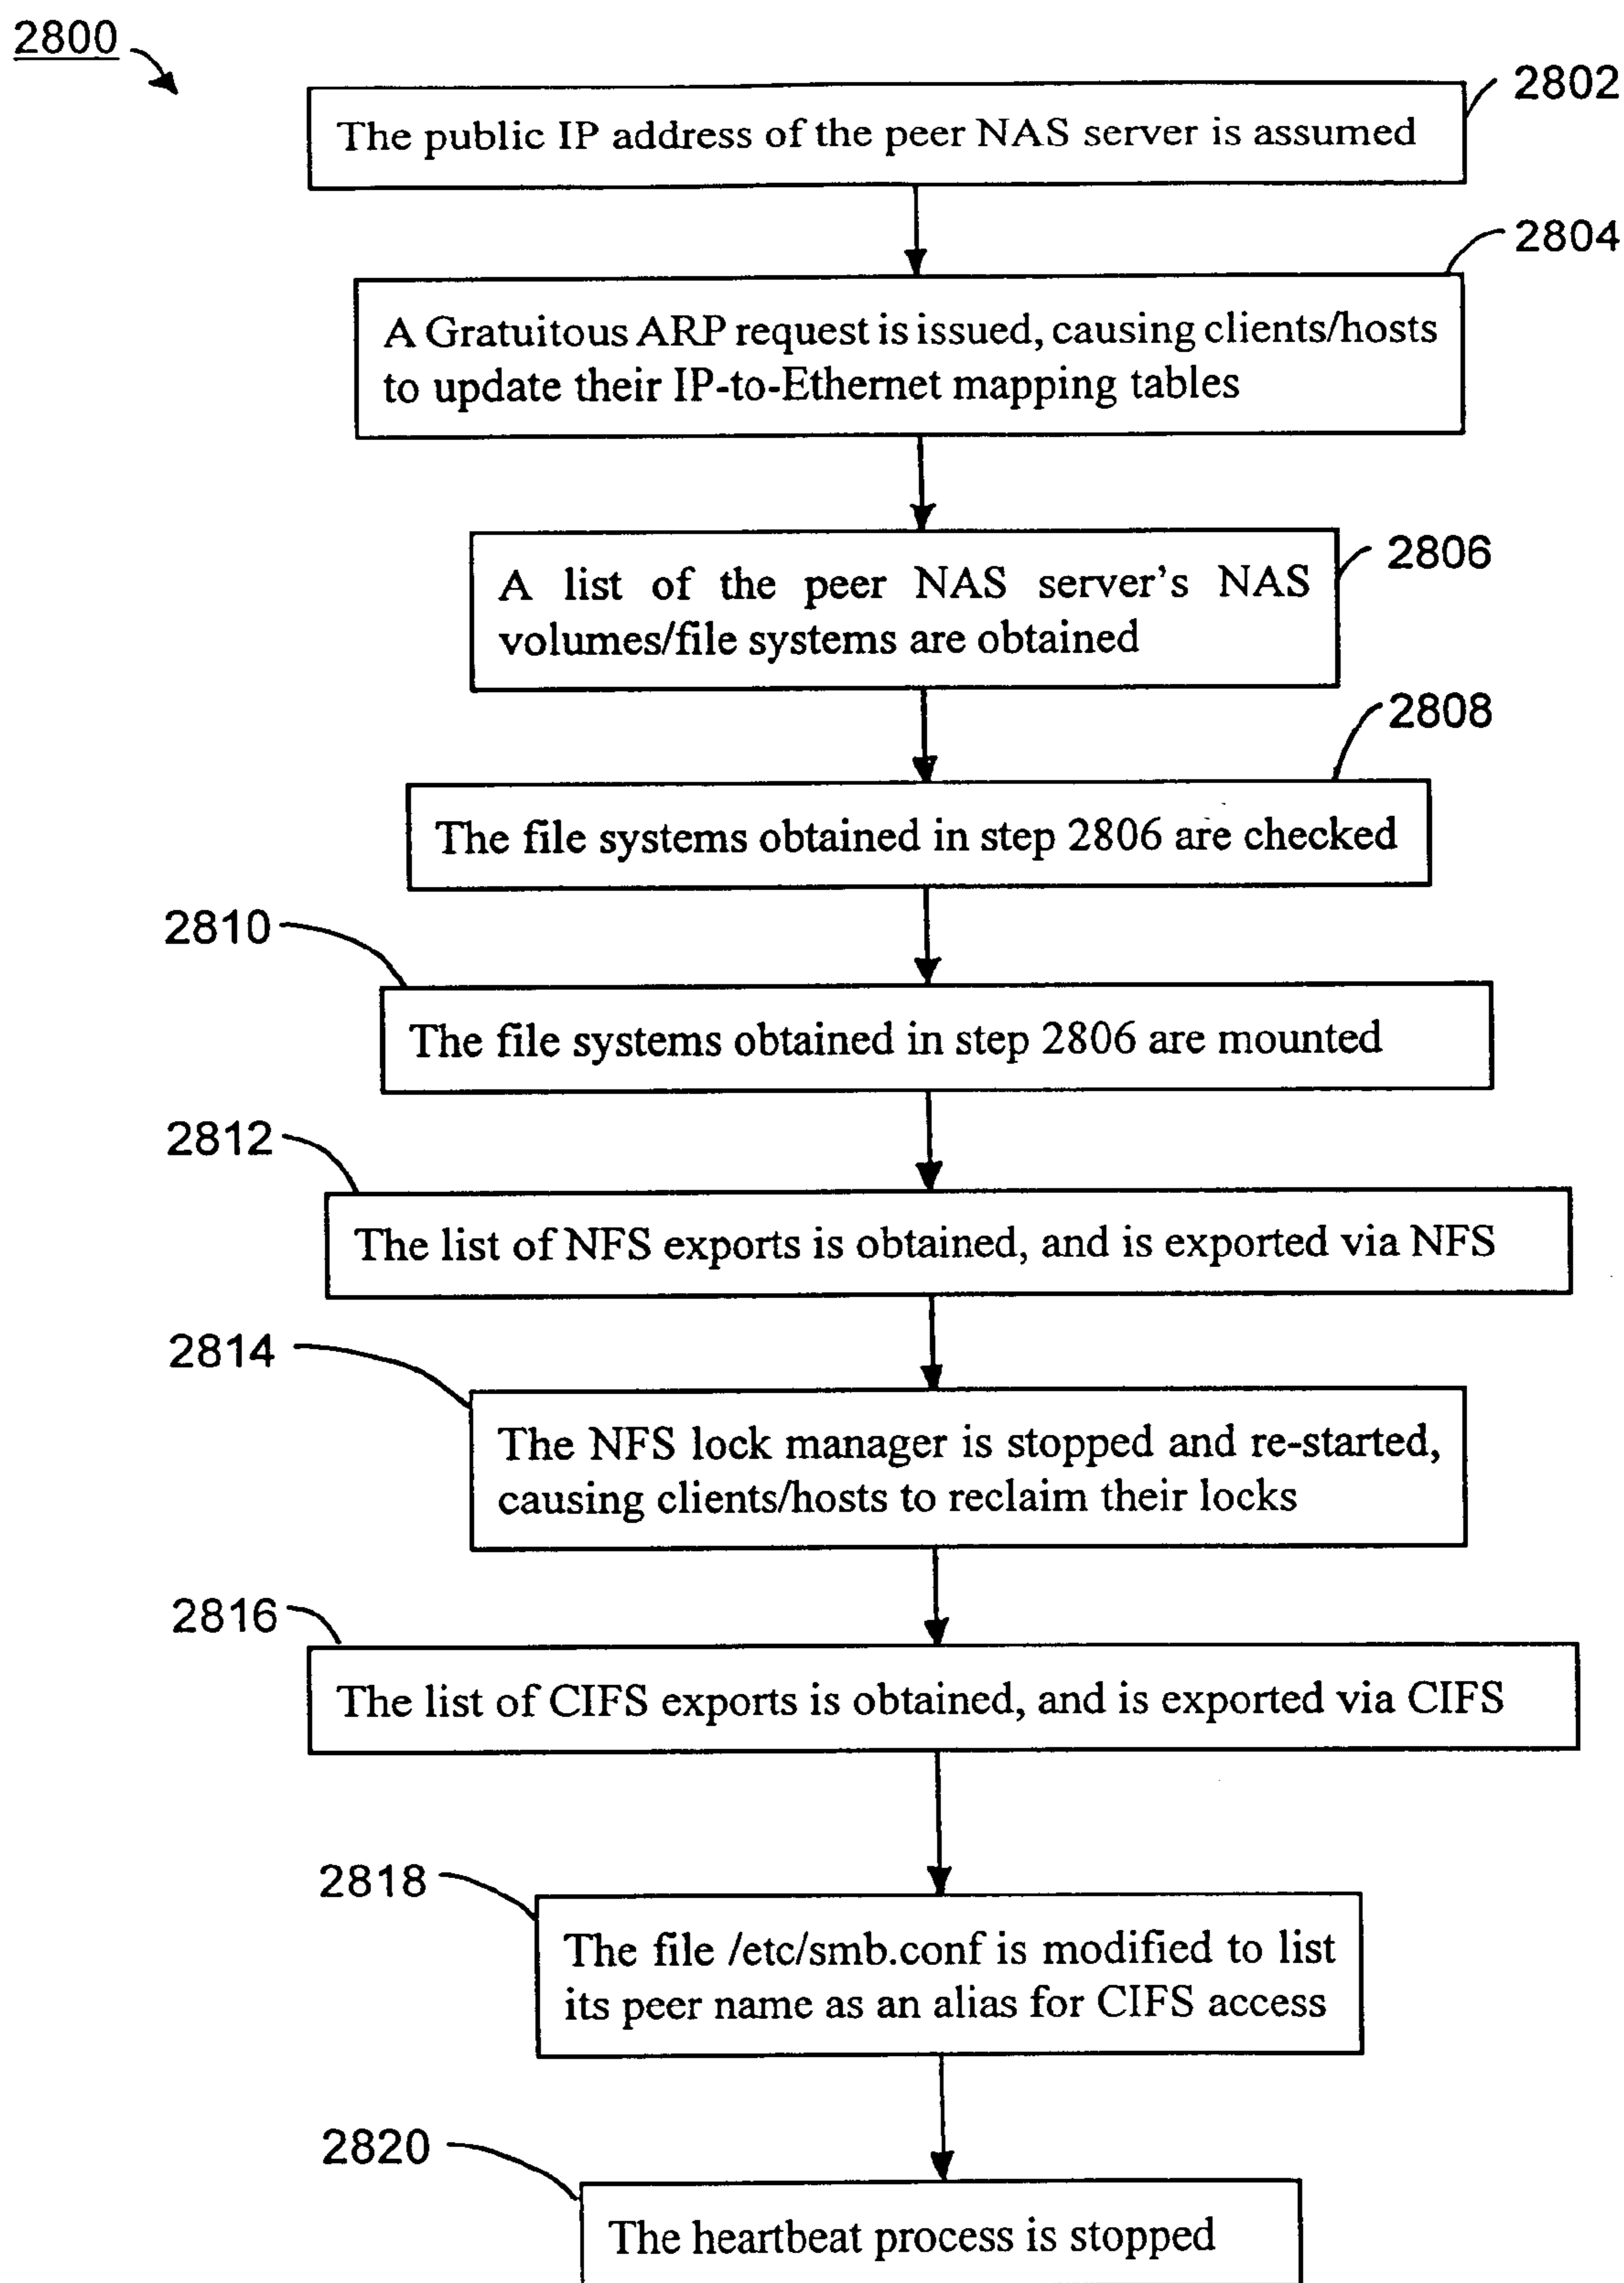 2800
2802
The public IP address of the peer NAS server is assumed
2804
A Gratuitous ARP request is issued, causing clients/hosts
to update their IP-to-Ethernet mapping tables
2806
A list of the peer NAS server's NAS
volumes/file systems are obtained
2808
The file systems obtained in step 2806 are checked
2810
The file systems obtained in step 2806 are mounted
2812
The list of NFS exports is obtained, and is exported via NFS
2814
The NFS lock manager is stopped and re-started,
causing clients/hosts to reclaim their locks
2816
The list of CIFS exports is obtained, and is exported via CIFS
2818
The file /etc/smb.conf is modified to list
its peer name as an alias for CIFS access
2820
The heartbeat process is stopped